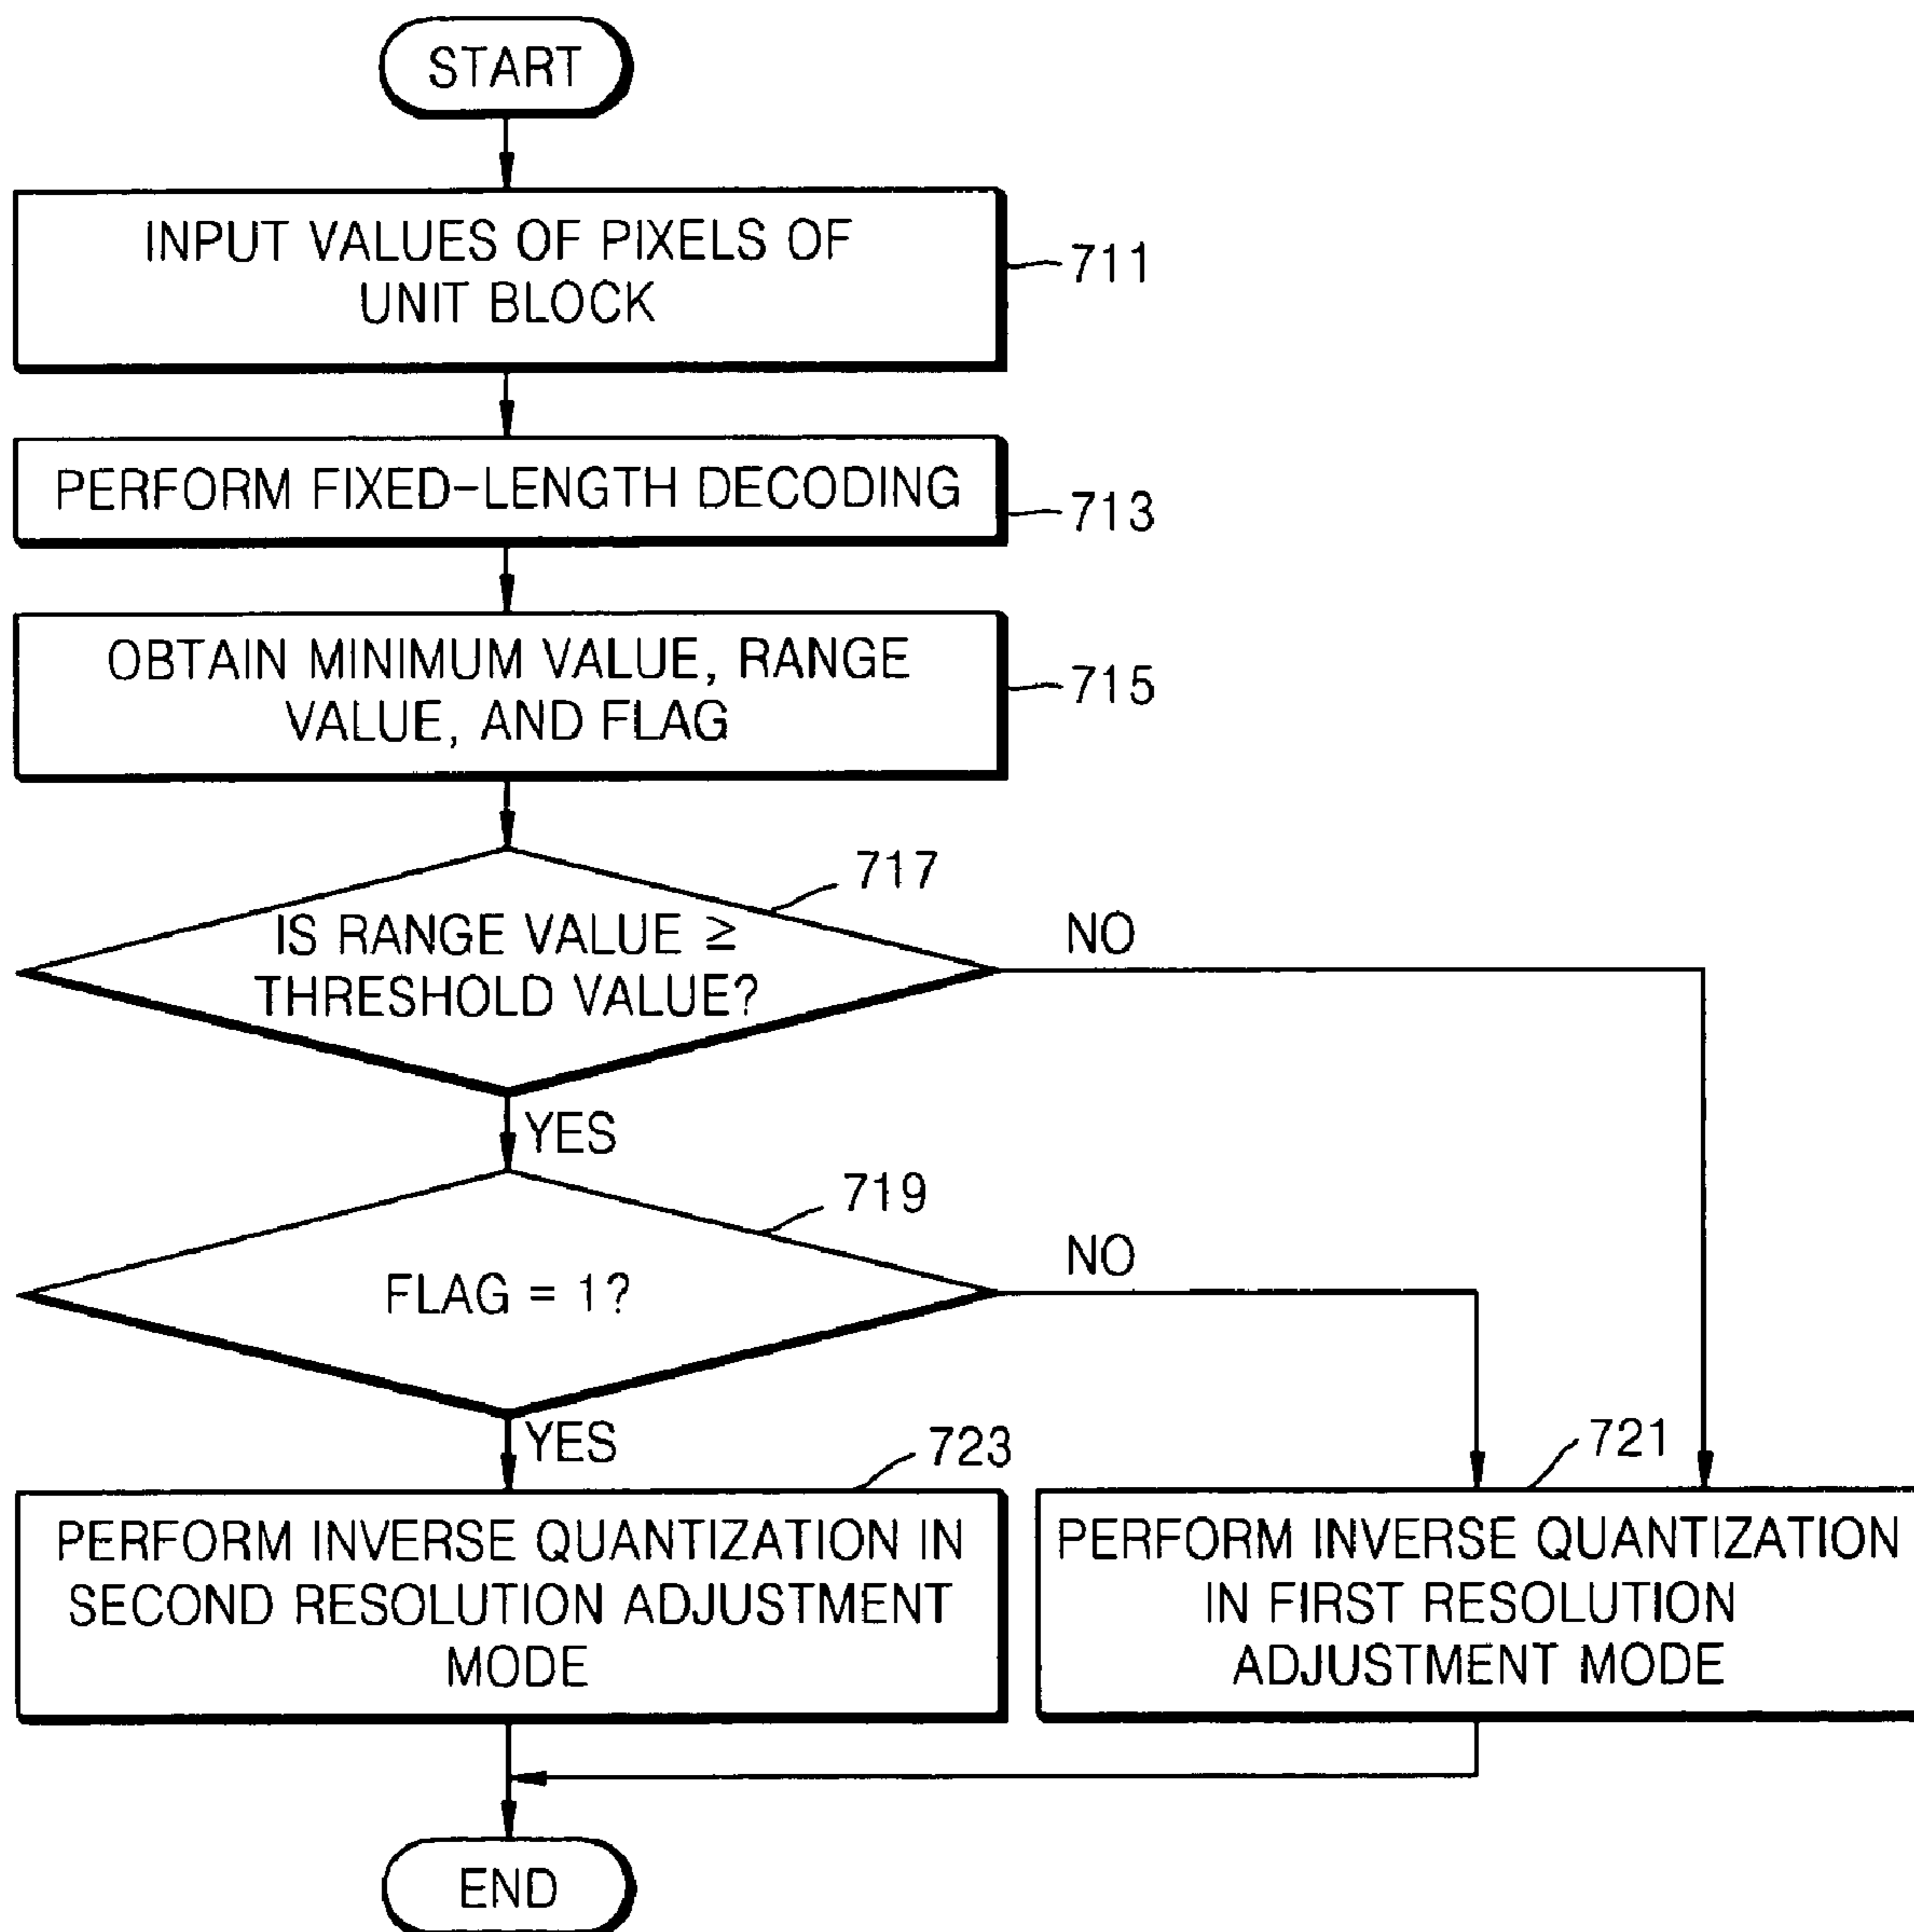 START
INPUT VALUES OF PIXELS OF
UNIT BLOCK
711
PERFORM FIXED-LENGTH DECODING
713
OBTAIN MINIMUM VALUE, RANGE
VALUE, AND FLAG
715
717
IS RANGE VALUE ≥
THRESHOLD VALUE?
NO
YES
719
FLAG = 1?
NO
YES
723
PERFORM INVERSE QUANTIZATION IN
SECOND RESOLUTION ADJUSTMENT
MODE
721
PERFORM INVERSE QUANTIZATION
IN FIRST RESOLUTION
ADJUSTMENT MODE
END